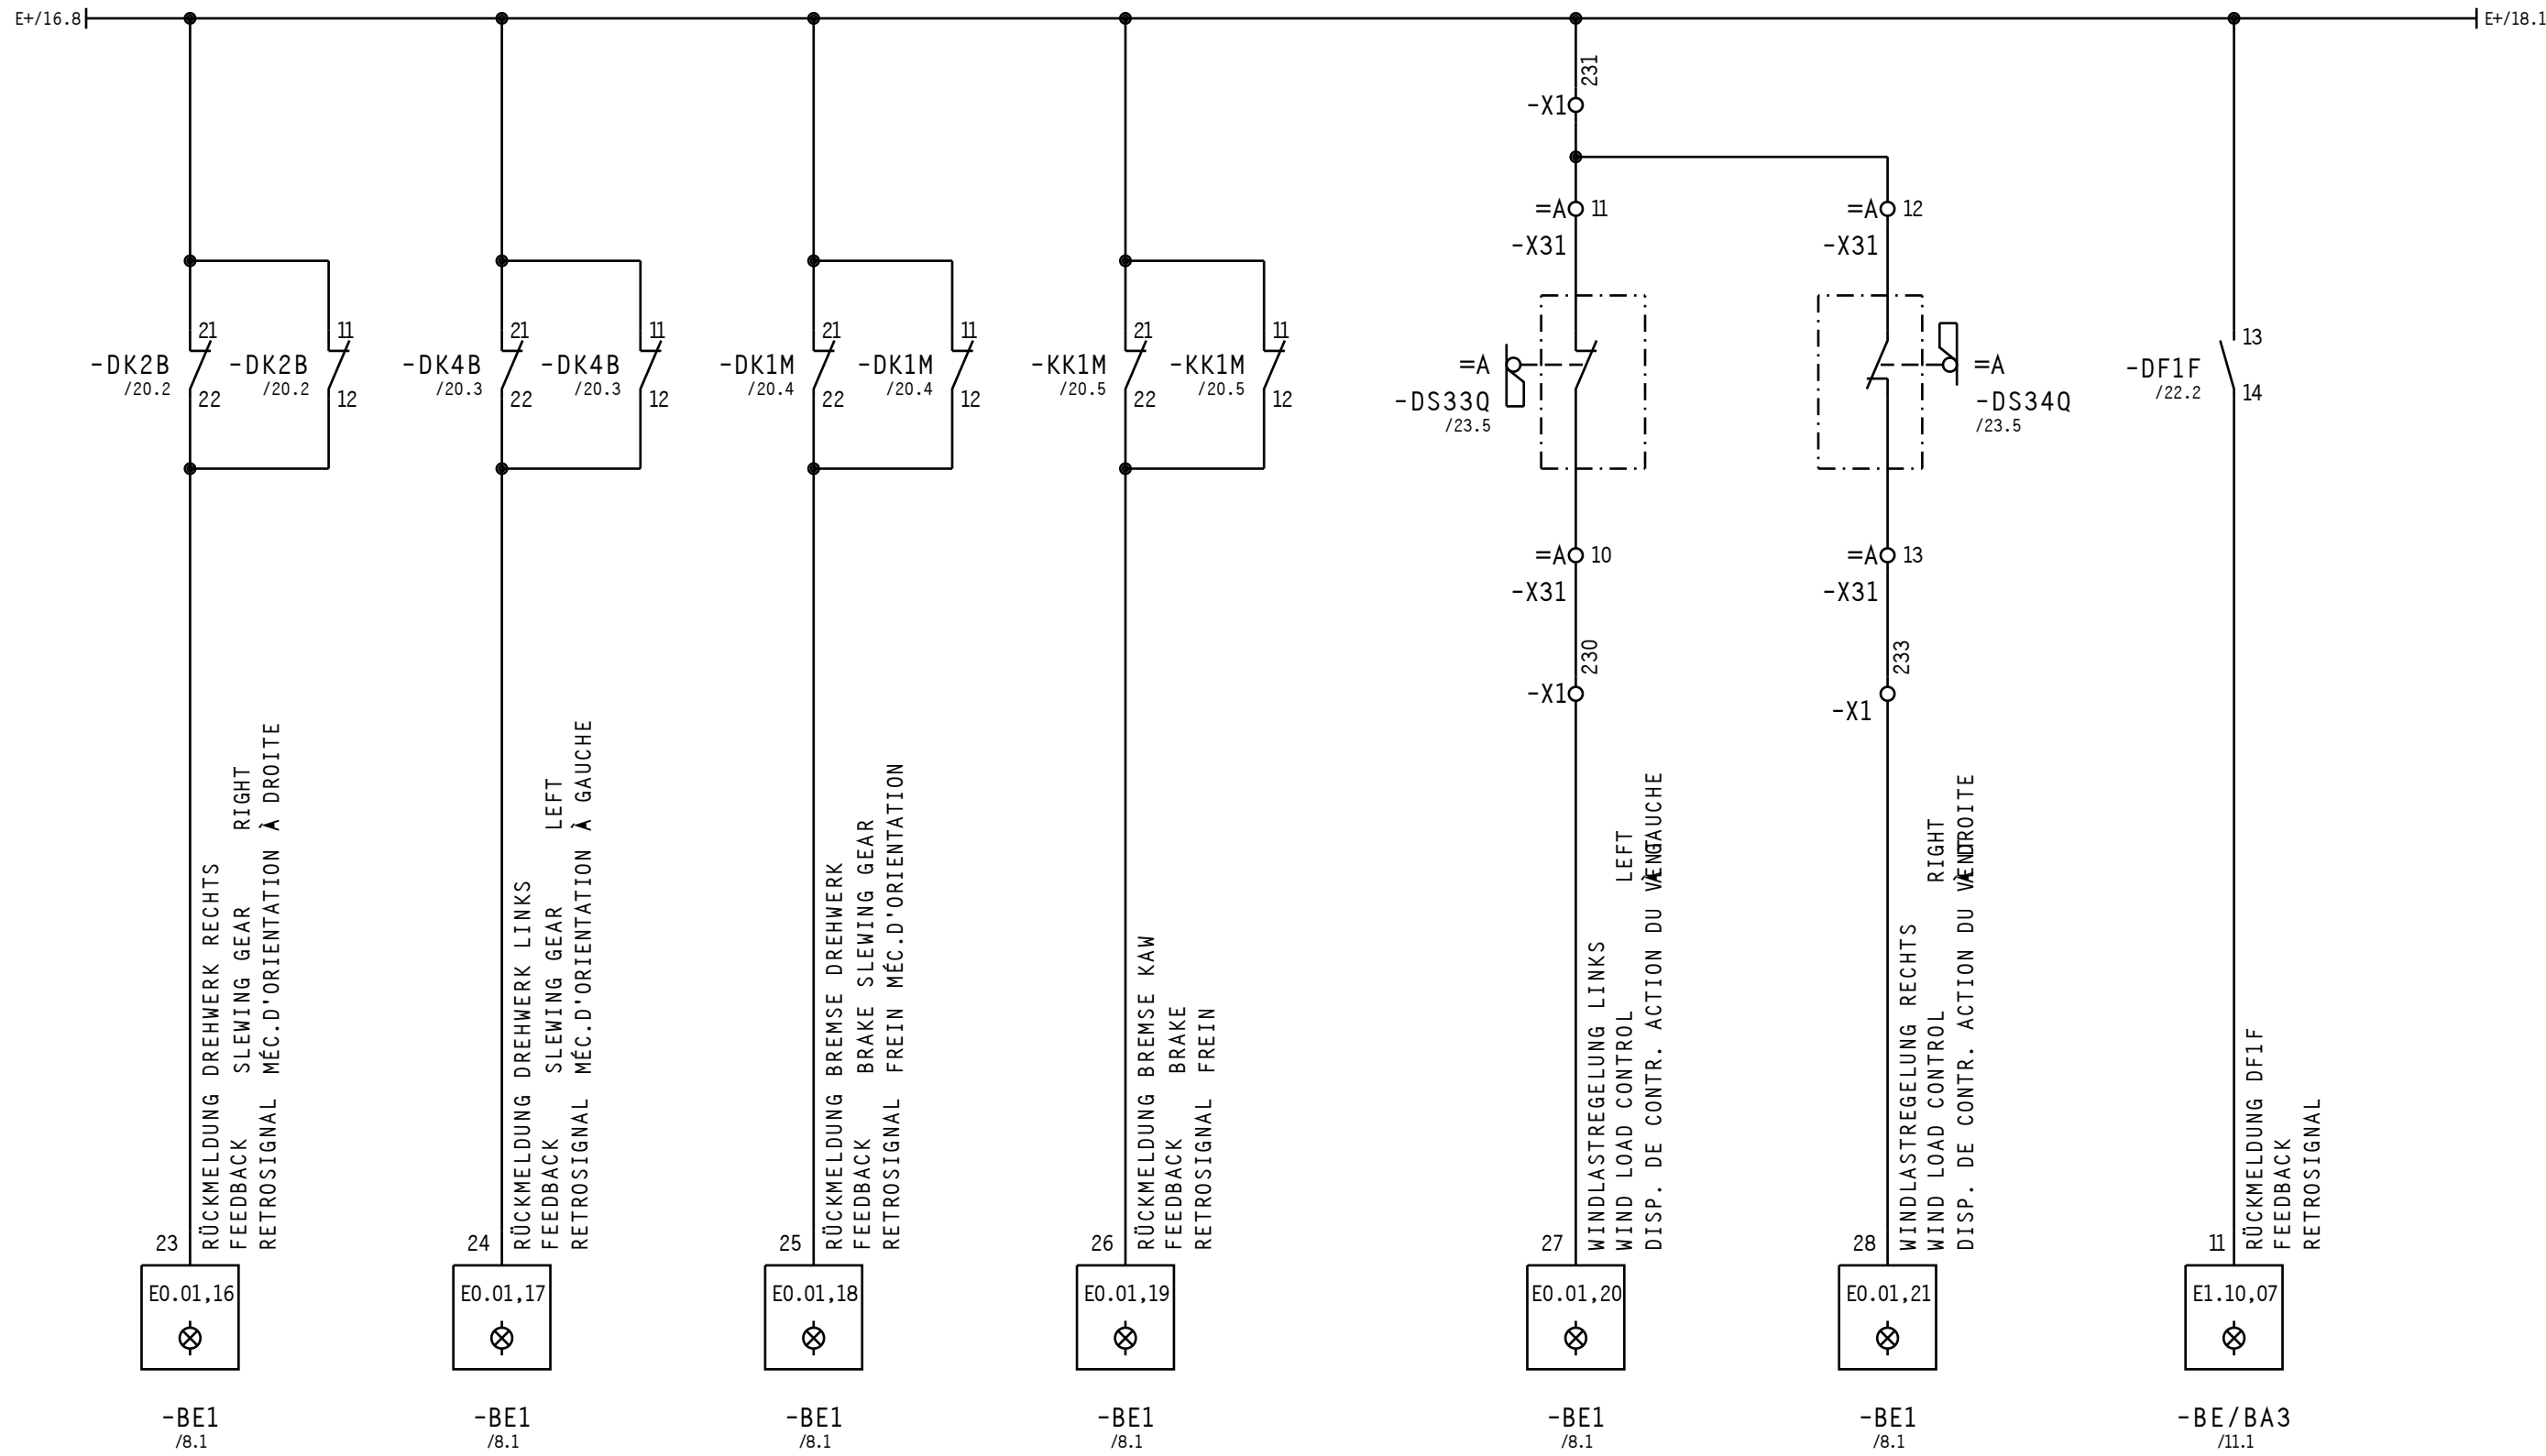 E+/16.8
E+/18.1
231
-X1
=A 11
-X31
=A 12
-X31
21
-DK2B
/20.2
22
11
-DK2B
/20.2
12
21
-DK4B
/20.3
22
11
-DK4B
/20.3
12
21
-DK1M
/20.4
22
11
-DK1M
/20.4
12
21
-KK1M
/20.5
22
11
-KK1M
/20.5
12
=A
-DS33Q
/23.5
=A
-DS34Q
/23.5
13
-DF1F
/22.2
14
=A 10
-X31
=A 13
-X31
230
-X1
233
-X1
RÜCKMELDUNG DREHWERK RECHTS
FEEDBACK SLEWING GEAR RIGHT
RETROSIGNAL MÉC.D'ORIENTATION À DROITE
RÜCKMELDUNG DREHWERK LINKS
FEEDBACK SLEWING GEAR LEFT
RETROSIGNAL MÉC.D'ORIENTATION À GAUCHE
RÜCKMELDUNG BREMSE DREHWERK
FEEDBACK BRAKE SLEWING GEAR
RETROSIGNAL FREIN MÉC.D'ORIENTATION
RÜCKMELDUNG BREMSE KAW
FEEDBACK BRAKE
RETROSIGNAL FREIN
WINDLASTREGELUNG LINKS
WIND LOAD CONTROL LEFT
DISP. DE CONTR. ACTION DU VENT À GAUCHE
WINDLASTREGELUNG RECHTS
WIND LOAD CONTROL RIGHT
DISP. DE CONTR. ACTION DU VENT À DROITE
RÜCKMELDUNG DF1F
FEEDBACK
RETROSIGNAL
23
24
25
26
27
28
11
E0.01,16
E0.01,17
E0.01,18
E0.01,19
E0.01,20
E0.01,21
E1.10,07
-BE1
/8.1
-BE1
/8.1
-BE1
/8.1
-BE1
/8.1
-BE1
/8.1
-BE1
/8.1
-BE/BA3
/11.1